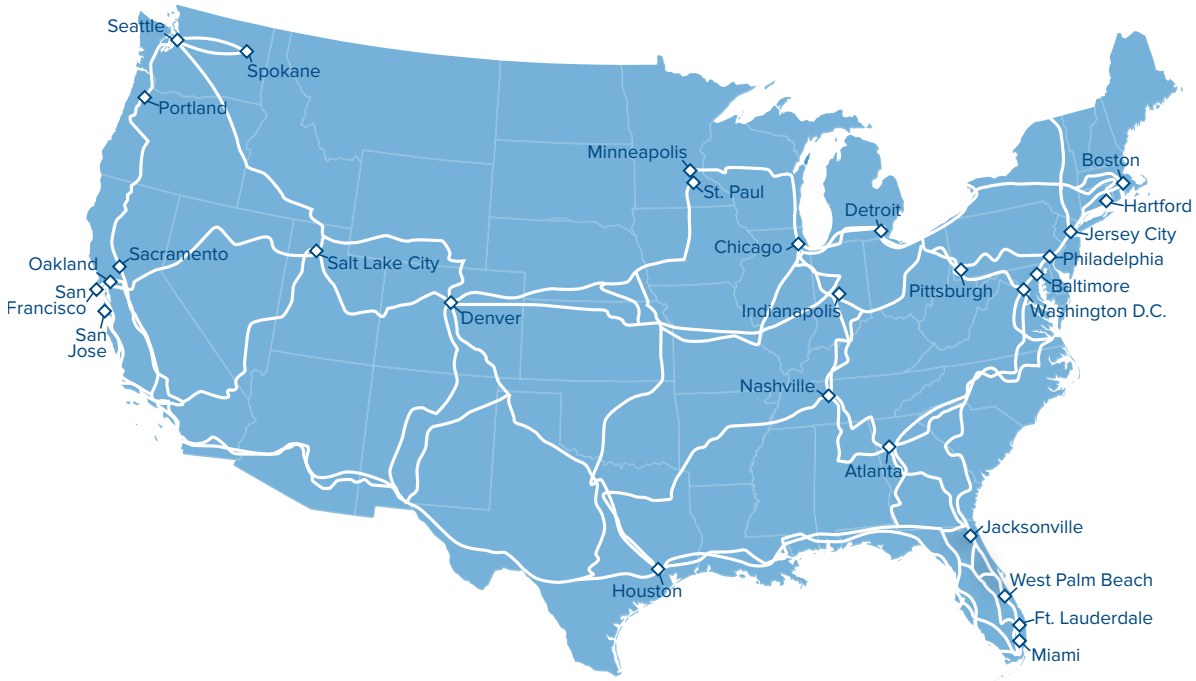 Seattle
Spokane
Portland
Minneapolis
St. Paul
Boston
Hartford
Detroit
Jersey City
Chicago
Sacramento
Oakland
Salt Lake City
Philadelphia
San
Francisco
Pittsburgh
Baltimore
Indianapolis
Washington D.C.
Denver
San
Jose
Nashville
Atlanta
Jacksonville
Houston
West Palm Beach
Ft. Lauderdale
Miami